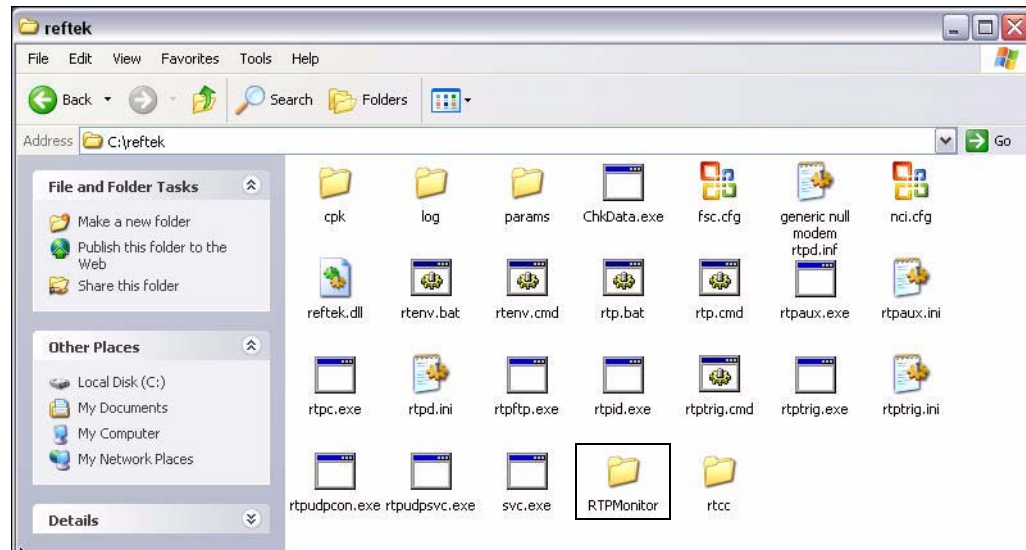 reftek
File Edit View Favorites Tools Help
Back Search Folders
Address C:\reftek Go
File and Folder Tasks
Make a new folder
Publish this folder to the
Web
Share this folder
Other Places
Local Disk (C:)
My Documents
My Computer
My Network Places
Details
cpk log params ChkData.exe fsc.cfg generic null nci.cfg
modem
rtpd.inf
reftek.dll rtenv.bat rtenv.cmd rtp.bat rtp.cmd rtpaux.exe rtpaux.ini
rtpc.exe rtpd.ini rtpftp.exe rtpid.exe rtptrig.cmd rtptrig.exe rtptrig.ini
rtpudpcon.exe rtpudpsvc.exe svc.exe RTPMonitor rtcc